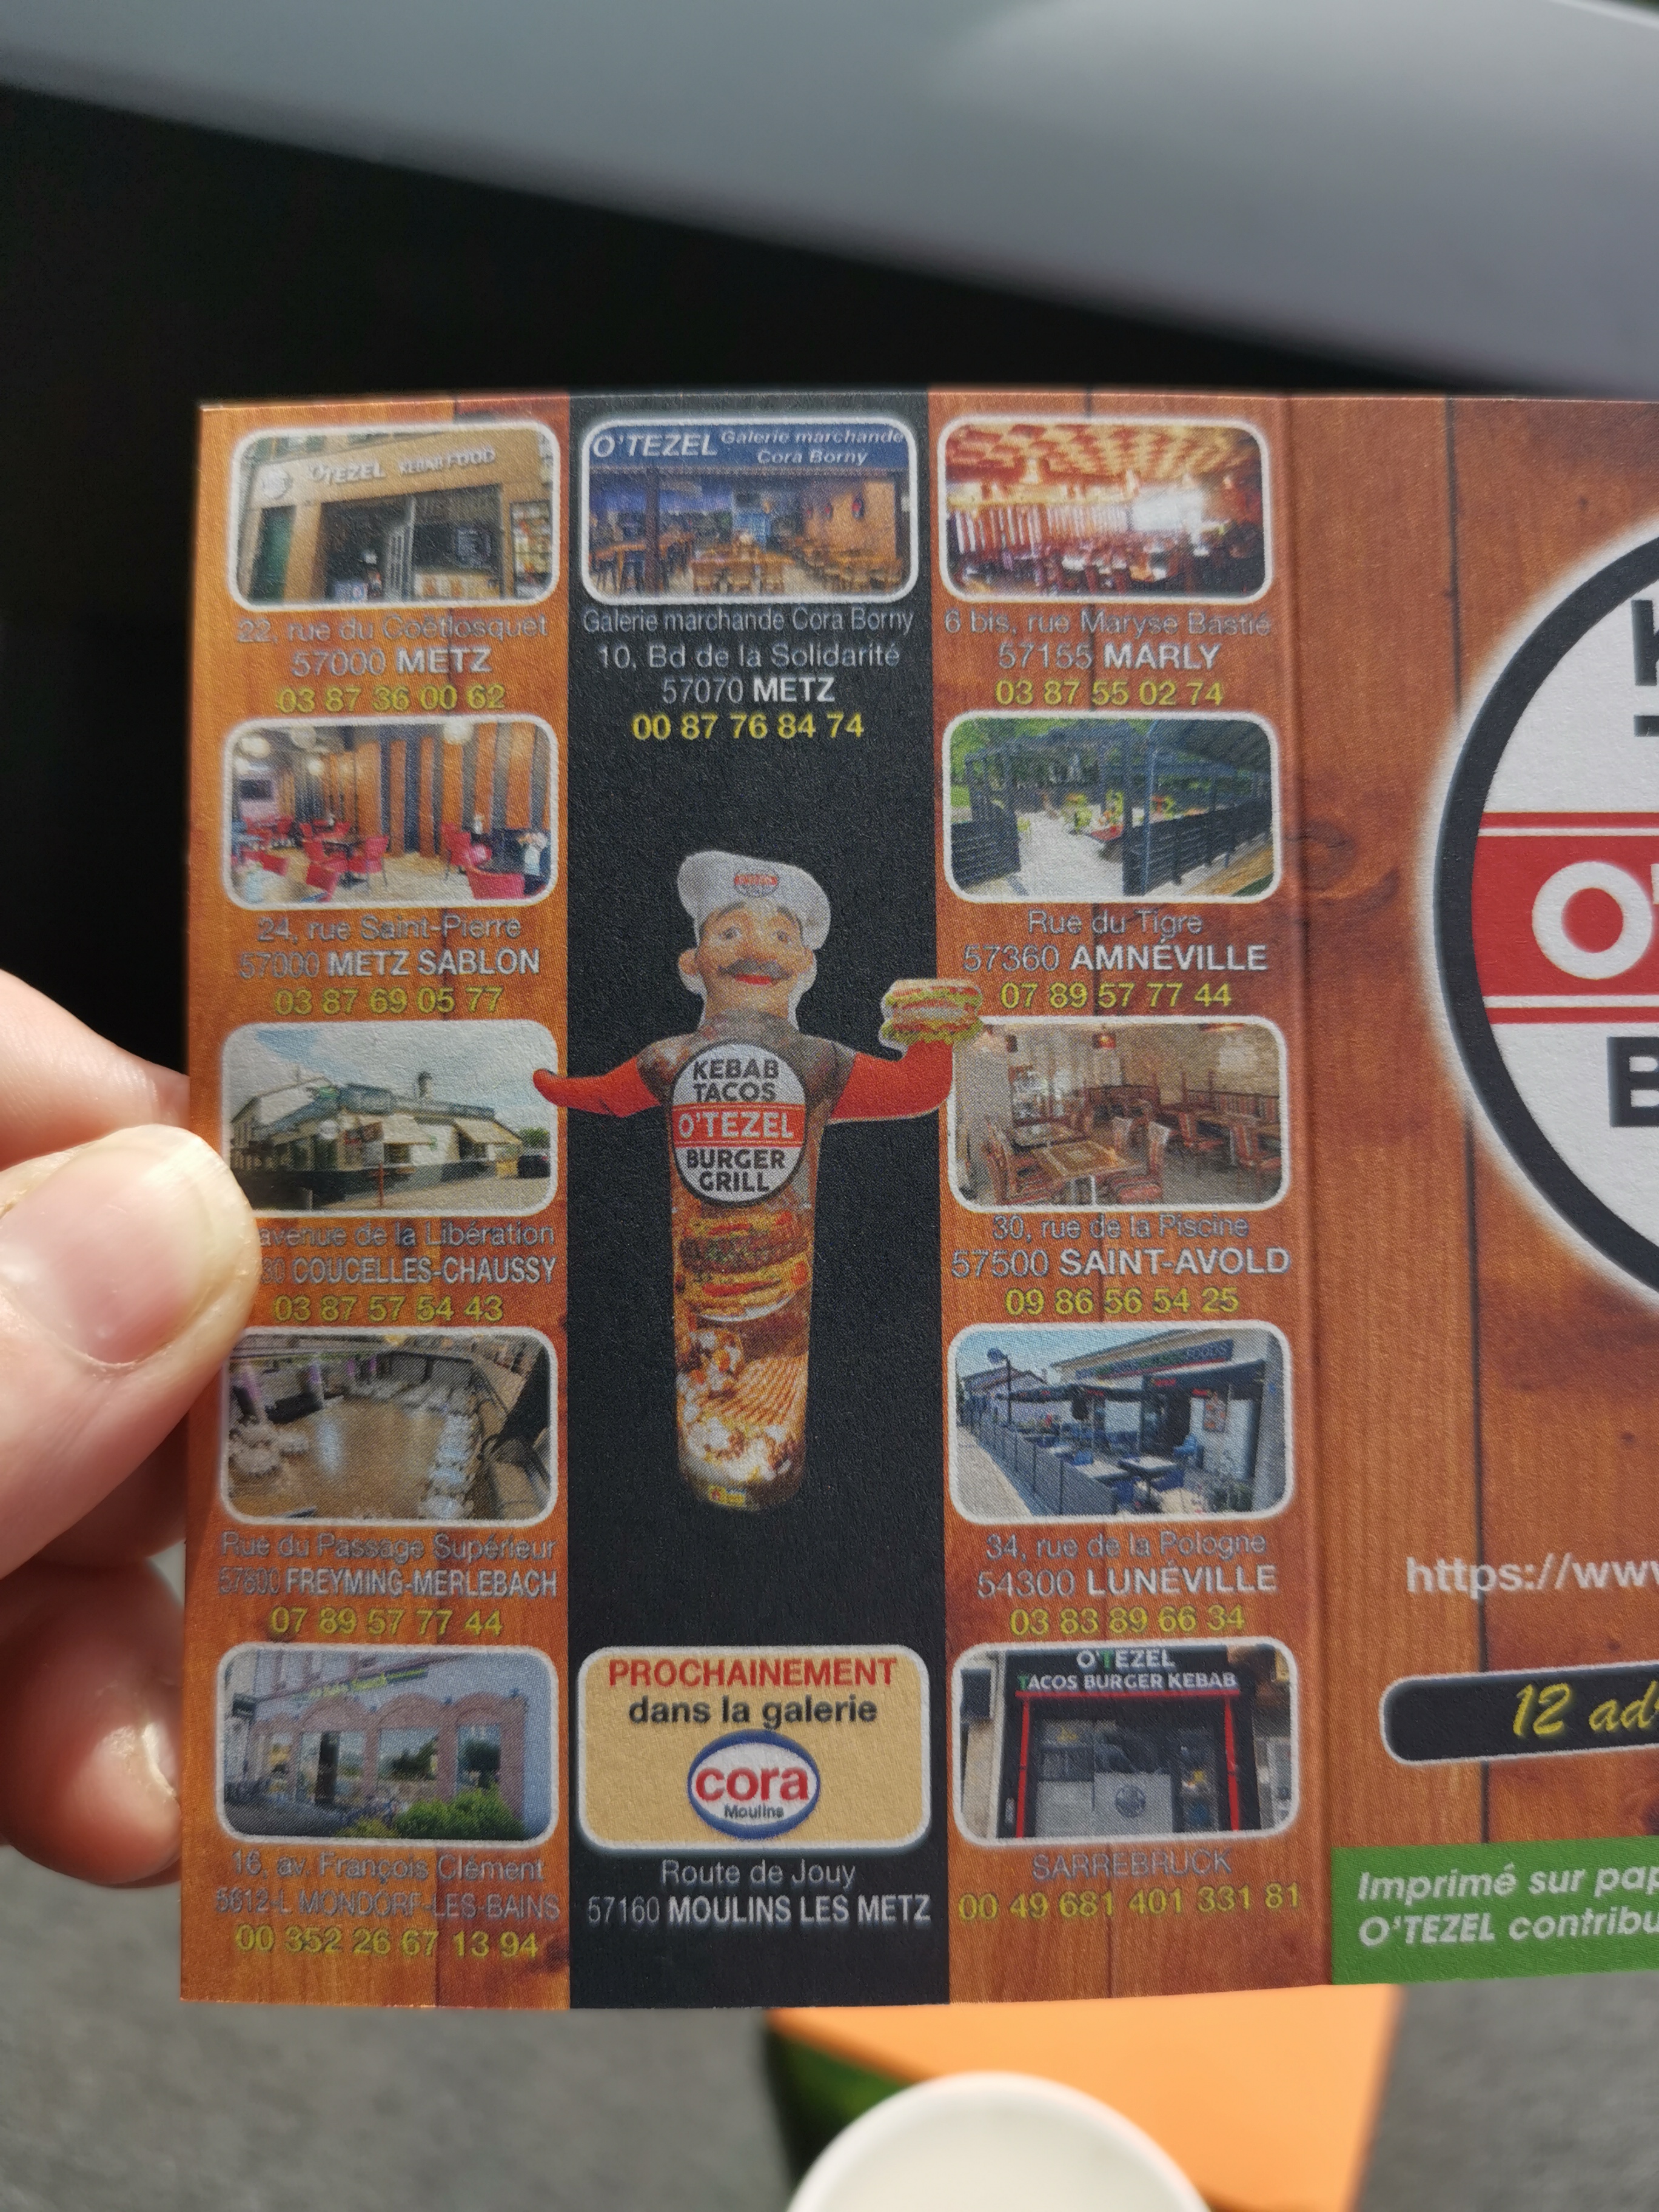 O'TEZEL KEBAB FOOD
22, rue du Coëtlosquet
57000 METZ
03 87 36 00 62
24, rue Saint-Pierre
57000 METZ SABLON
03 87 69 05 77
avenue de la Libération
COUCELLES-CHAUSSY
03 87 57 54 43
Rue du Passage Supérieur
57800 FREYMING-MERLEBACH
07 89 57 77 44
16, av. François Clément
5612-L MONDORF-LES-BAINS
00 352 26 67 13 94
O'TEZEL Galerie marchande
Cora Borny
Galerie marchande Cora Borny
10, Bd de la Solidarité
57070 METZ
00 87 76 84 74
KEBAB
TACOS
O'TEZEL
BURGER
GRILL
PROCHAINEMENT
dans la galerie
cora
Moulins
Route de Jouy
57160 MOULINS LES METZ
6 bis, rue Maryse Bastié
57155 MARLY
03 87 55 02 74
Rue du Tigre
57360 AMNÉVILLE
07 89 57 77 44
30, rue de la Piscine
57500 SAINT-AVOLD
09 86 56 54 25
34, rue de la Pologne
54300 LUNÉVILLE
03 83 89 66 34
O'TEZEL
TACOS BURGER KEBAB
SARREBRUCK
00 49 681 401 331 81
K
T
O'
B
https://www
12 ad
Imprimé sur pap
O'TEZEL contribu